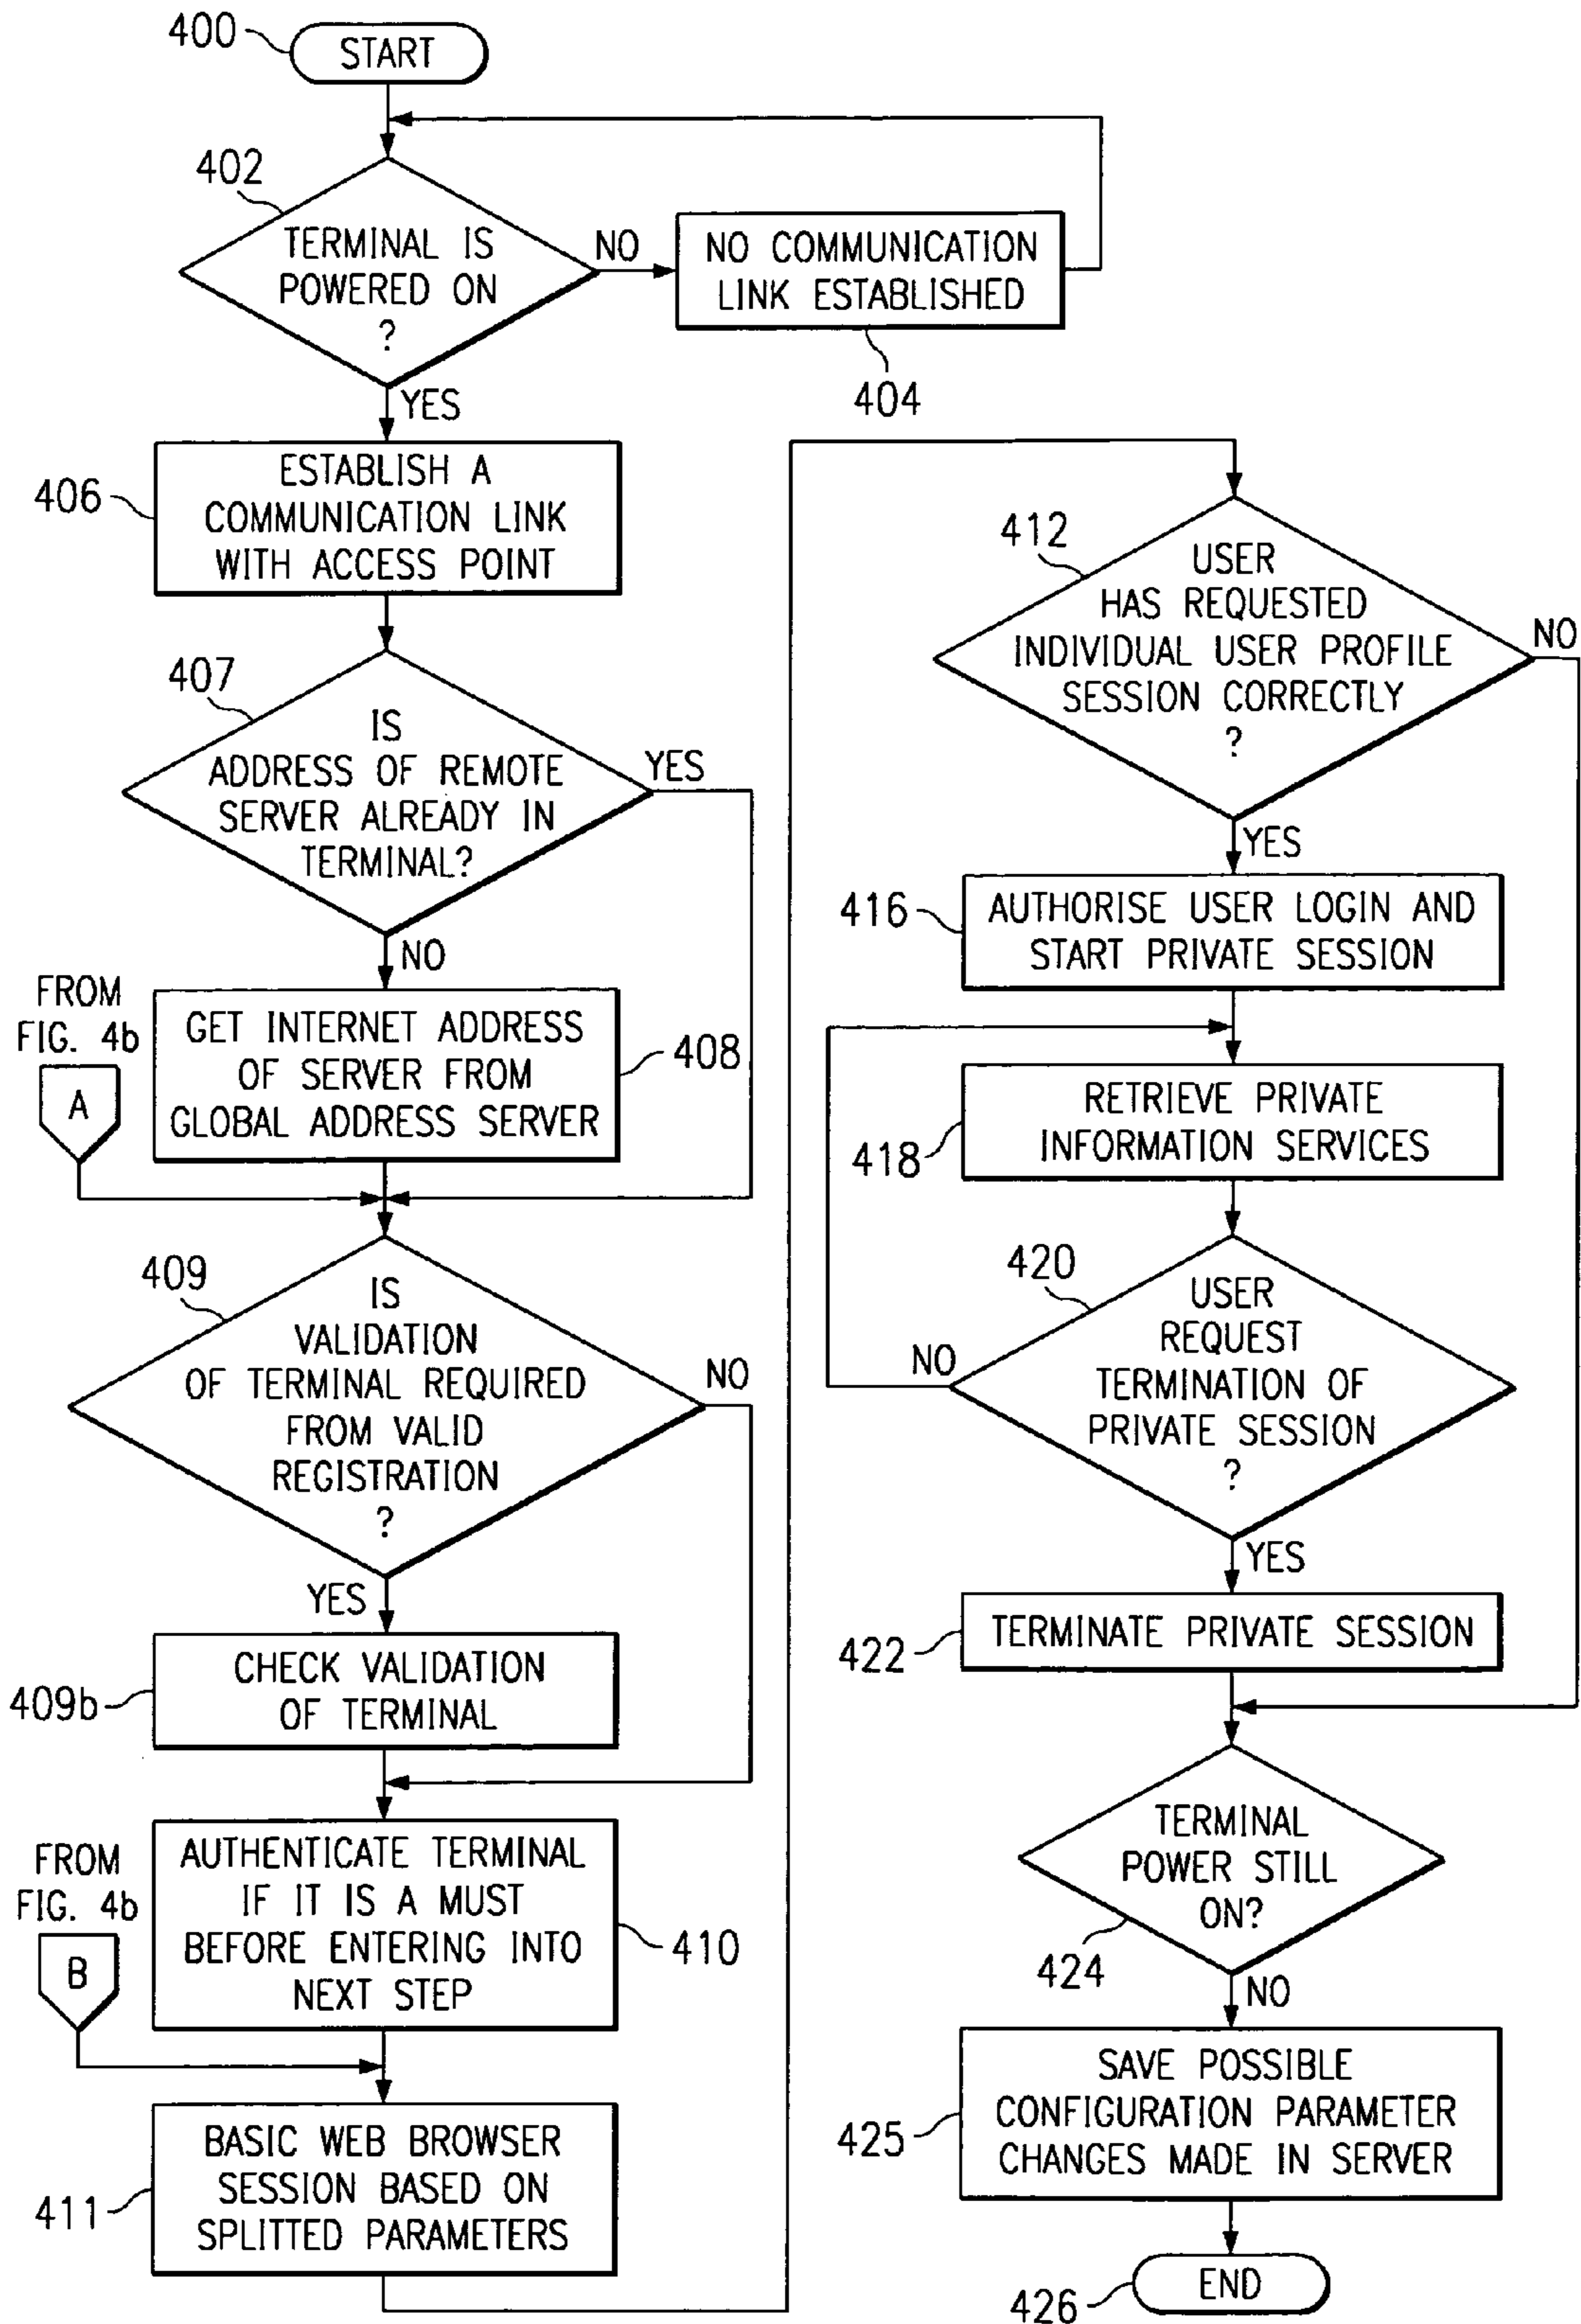 400
START
402
TERMINAL IS
POWERED ON
?
NO
NO COMMUNICATION
LINK ESTABLISHED
404
YES
406
ESTABLISH A
COMMUNICATION LINK
WITH ACCESS POINT
407
IS
ADDRESS OF REMOTE
SERVER ALREADY IN
TERMINAL?
YES
NO
FROM
FIG. 4b
A
GET INTERNET ADDRESS
OF SERVER FROM
GLOBAL ADDRESS SERVER
408
409
IS
VALIDATION
OF TERMINAL REQUIRED
FROM VALID
REGISTRATION
?
NO
YES
409b
CHECK VALIDATION
OF TERMINAL
FROM
FIG. 4b
B
AUTHENTICATE TERMINAL
IF IT IS A MUST
BEFORE ENTERING INTO
NEXT STEP
410
411
BASIC WEB BROWSER
SESSION BASED ON
SPLITTED PARAMETERS
412
USER
HAS REQUESTED
INDIVIDUAL USER PROFILE
SESSION CORRECTLY
?
NO
YES
416
AUTHORISE USER LOGIN AND
START PRIVATE SESSION
418
RETRIEVE PRIVATE
INFORMATION SERVICES
420
USER
REQUEST
TERMINATION OF
PRIVATE SESSION
?
NO
YES
422
TERMINATE PRIVATE SESSION
TERMINAL
POWER STILL
ON?
424
NO
425
SAVE POSSIBLE
CONFIGURATION PARAMETER
CHANGES MADE IN SERVER
426
END